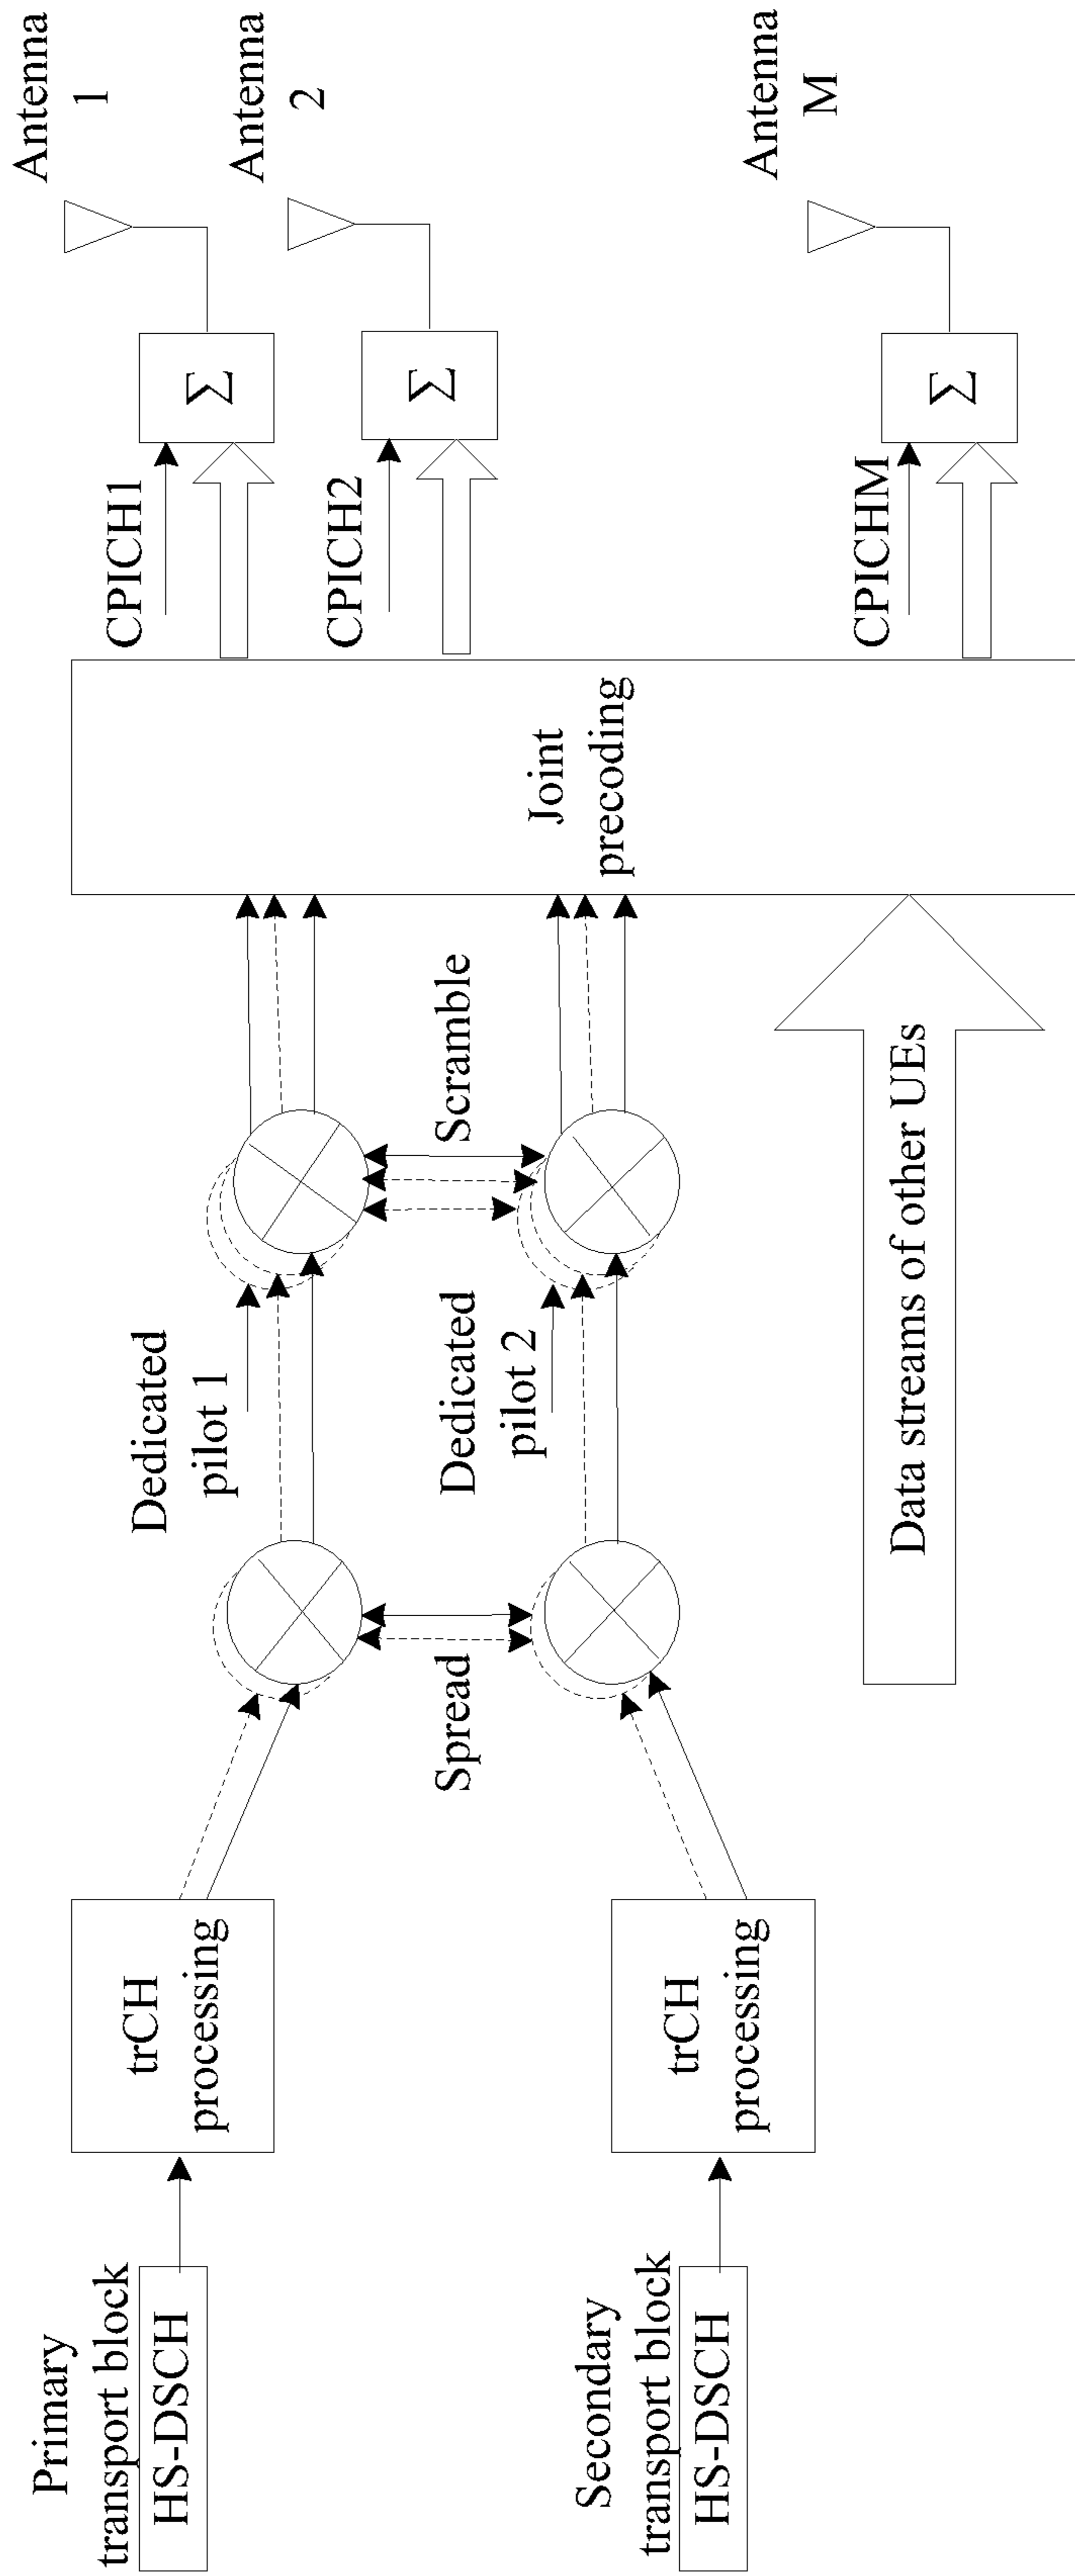 Primary
transport block
HS-DSCH
trCH
processing
Spread
Dedicated
pilot 1
Scramble
Joint
precoding
CPICH1
Σ
Antenna
1
CPICH2
Σ
Antenna
2
Secondary
transport block
HS-DSCH
trCH
processing
Dedicated
pilot 2
Data streams of other UEs
CPICHM
Σ
Antenna
M